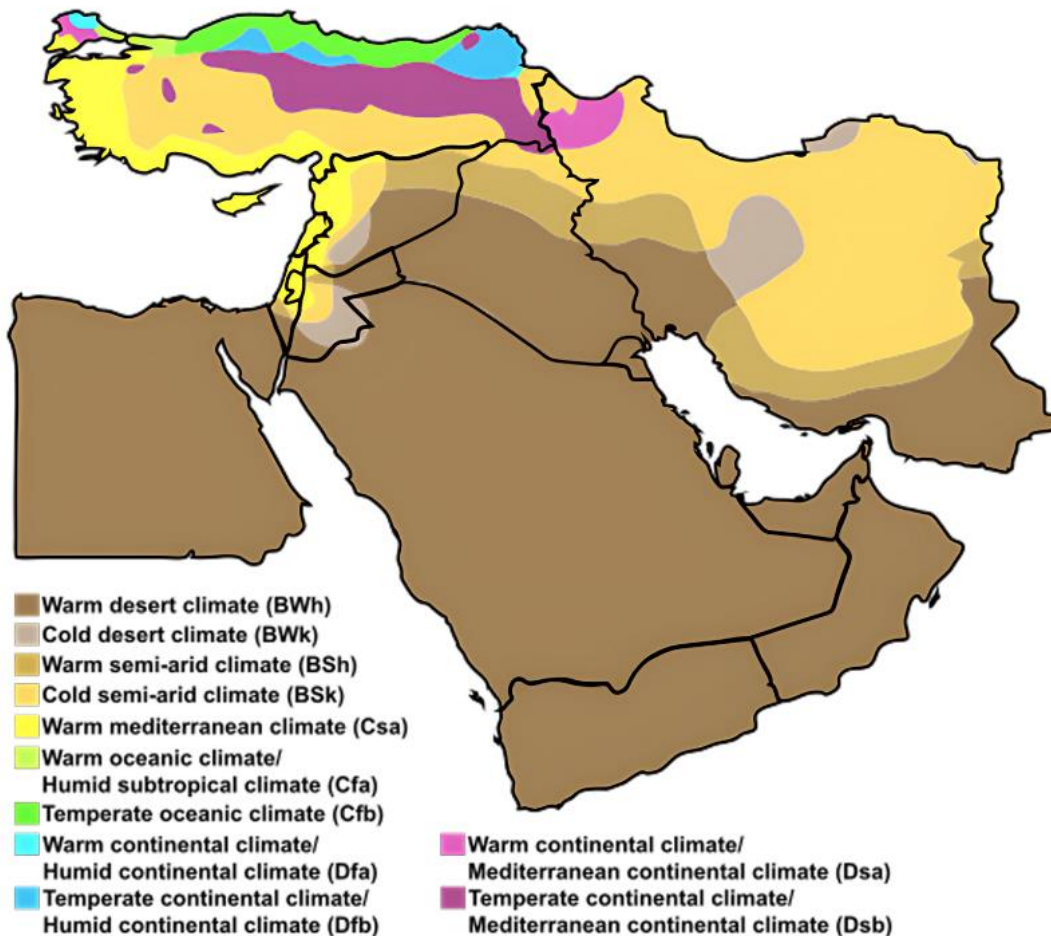 Warm desert climate (BWh)
Cold desert climate (BWk)
Warm semi-arid climate (BSh)
Cold semi-arid climate (BSk)
Warm mediterranean climate (Csa)
Warm oceanic climate/
Humid subtropical climate (Cfa)
Temperate oceanic climate (Cfb)
Warm continental climate/
Humid continental climate (Dfa)
Temperate continental climate/
Humid continental climate (Dfb)
Warm continental climate/
Mediterranean continental climate (Dsa)
Temperate continental climate/
Mediterranean continental climate (Dsb)